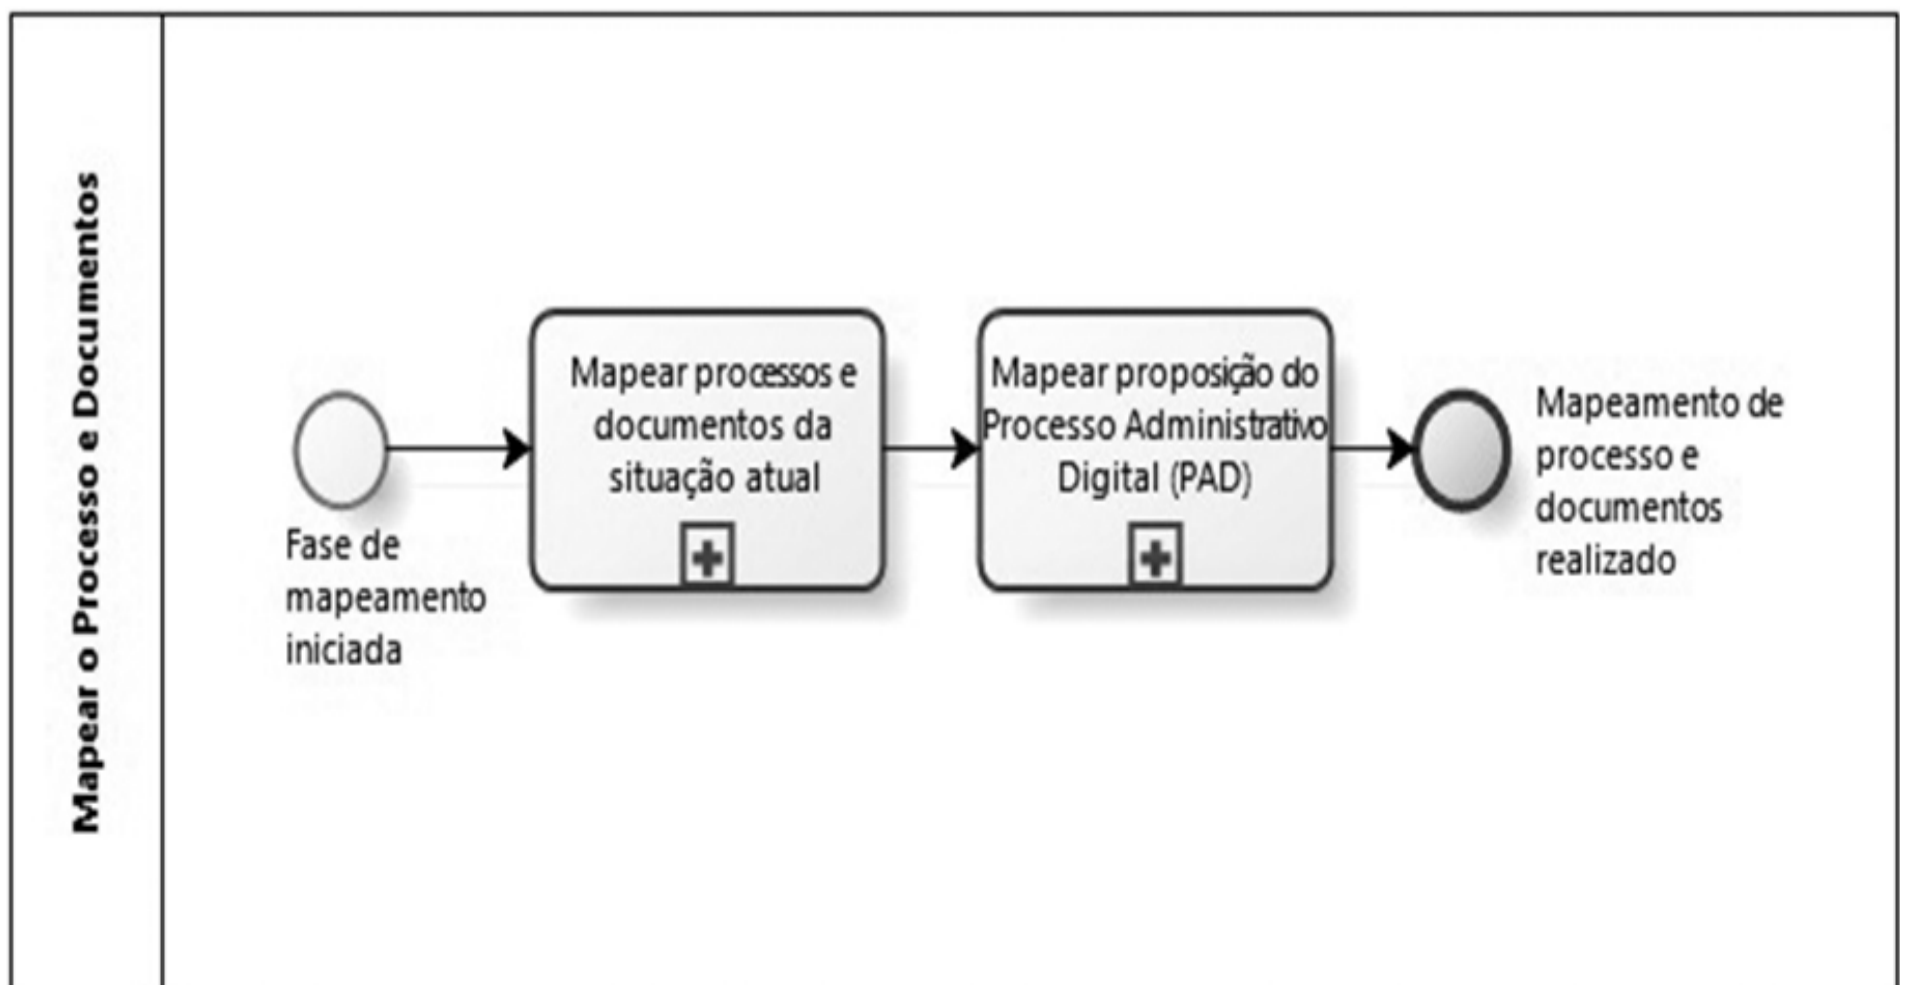 Mapear o Processo e Documentos
Fase de
mapeamento
iniciada
Mapear processos e
documentos da
situação atual
Mapear proposição do
Processo Administrativo
Digital (PAD)
Mapeamento de
processo e
documentos
realizado